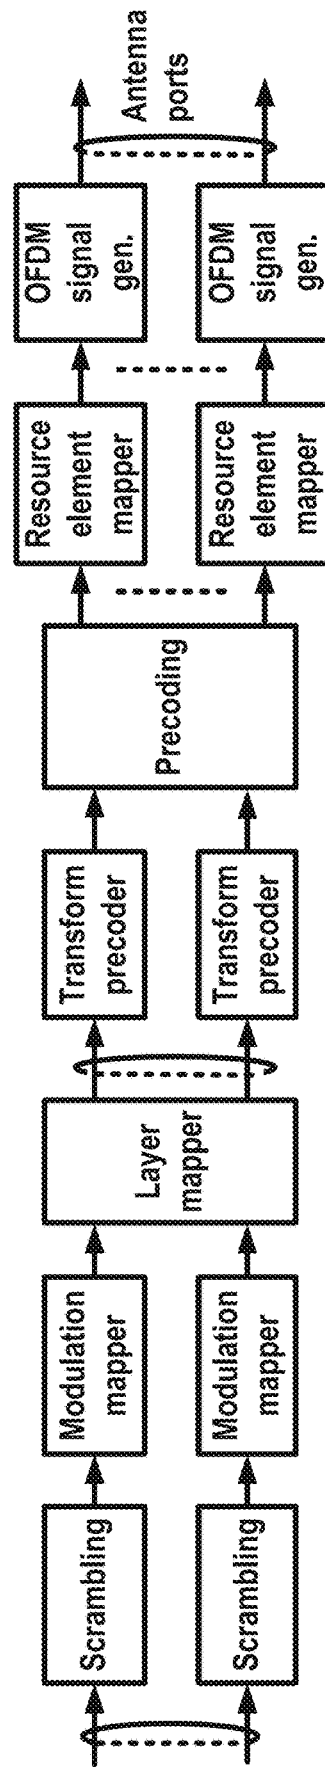 Scrambling
Scrambling
Modulation
mapper
Modulation
mapper
Layer
mapper
Transform
precoder
Transform
precoder
Precoding
Resource
element
mapper
Resource
element
mapper
OFDM
signal
gen.
OFDM
signal
gen.
Antenna
ports